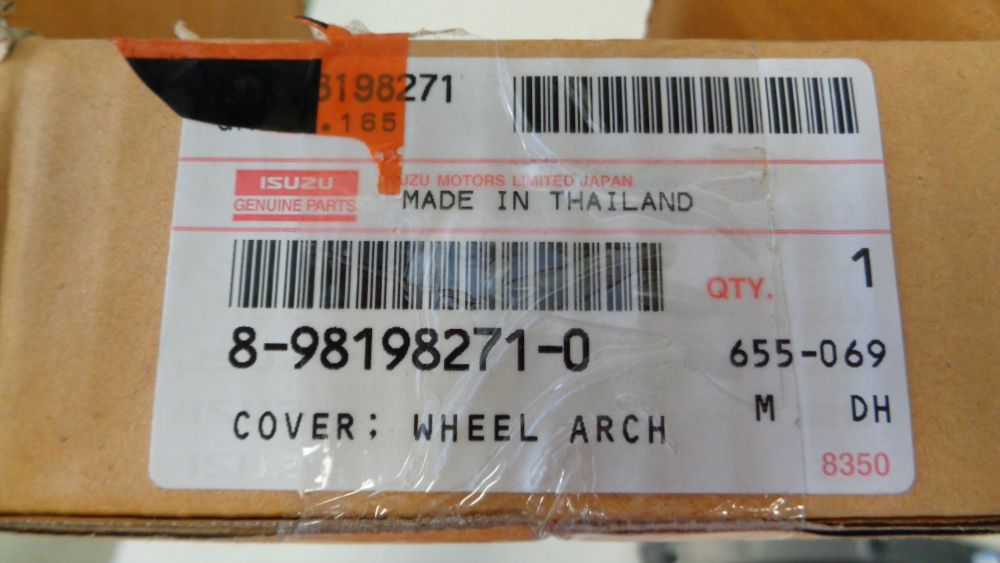 8198271
.165
ISUZU
GENUINE PARTS
UZU MOTORS LIMITED JAPAN
MADE IN THAILAND
QTY.
1
8-98198271-0
655-069
M DH
COVER; WHEEL ARCH
8350